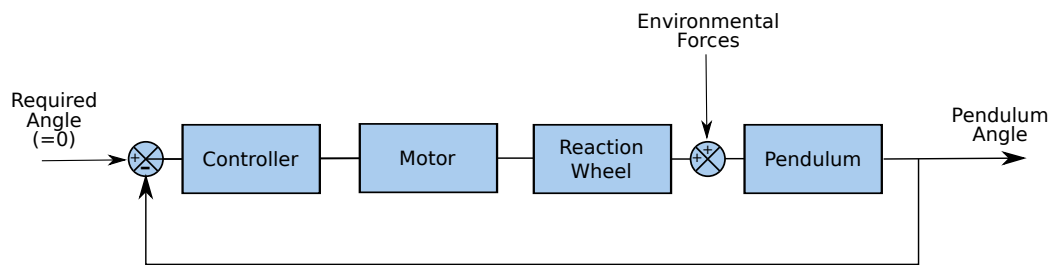 Environmental
Forces
Required
Angle
(=0)
Pendulum
Angle
+
−
Controller
Motor
Reaction
Wheel
+
+
Pendulum